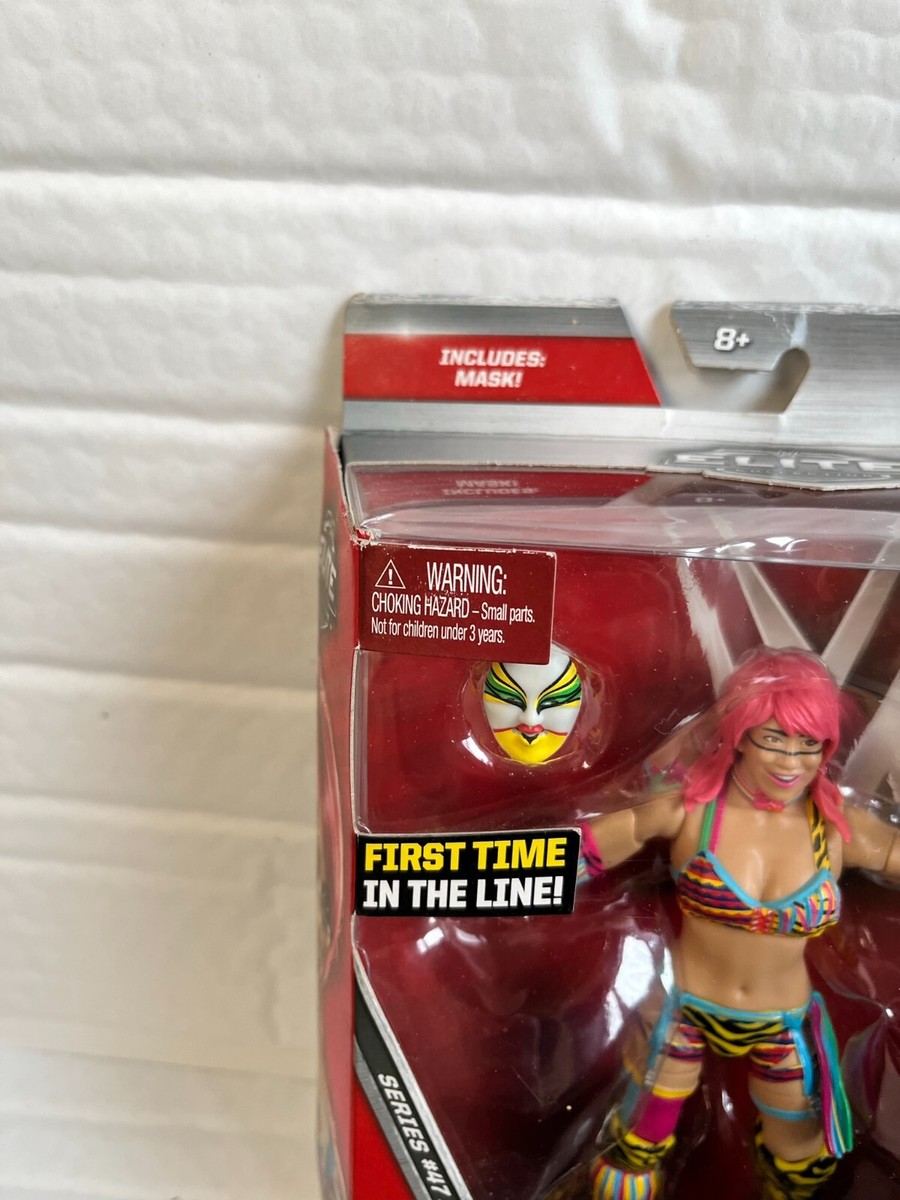 INCLUDES:
MASK!
8+
ELITE
WARNING:
CHOKING HAZARD – Small parts.
Not for children under 3 years.
FIRST TIME
IN THE LINE!
SERIES #47